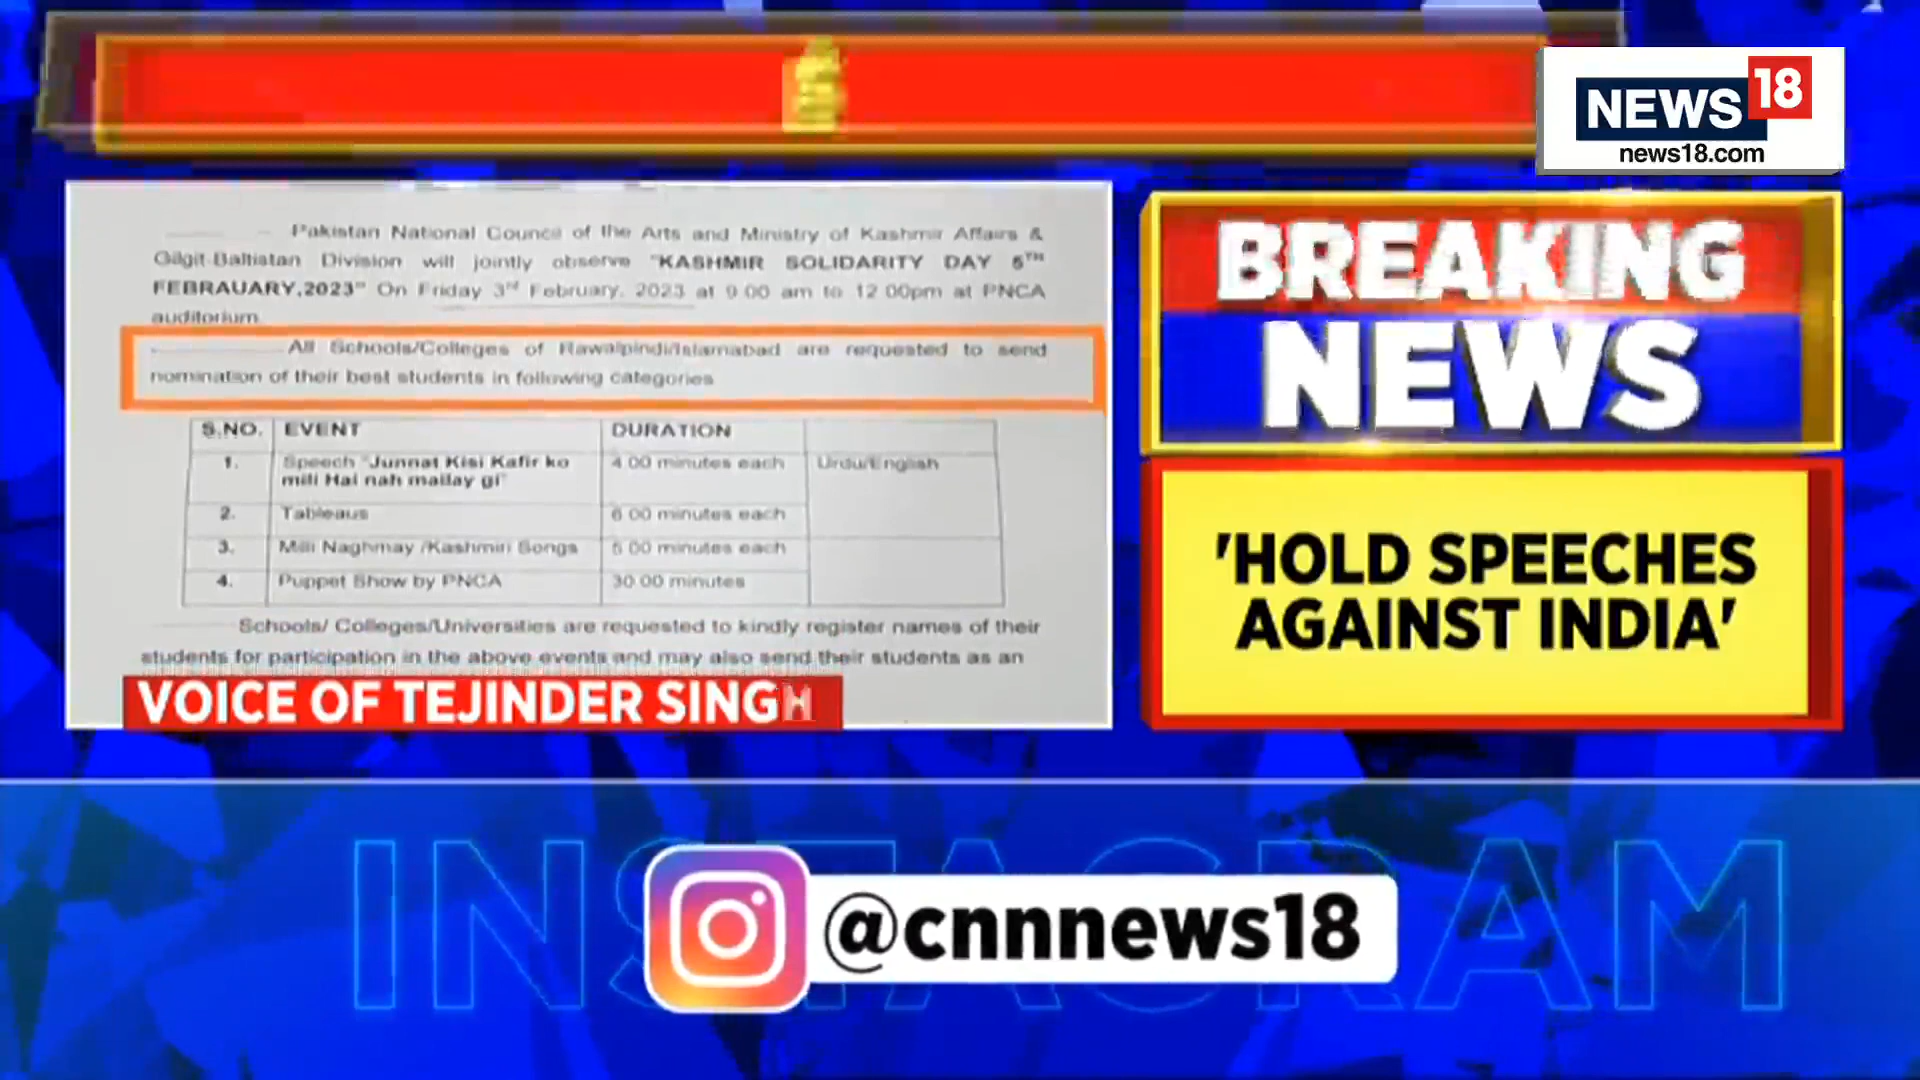 NEWS 18
news18.com
Pakistan National Council of the Arts and Ministry of Kashmir Affairs &
Gilgit-Baltistan Division will jointly observe "KASHMIR SOLIDARITY DAY 5TH
FEBRAUARY,2023" On Friday 3rd February, 2023 at 9:00 am to 12:00pm at PNCA
auditorium.
All Schools/Colleges of Rawalpindi/Islamabad are requested to send
nomination of their best students in following categories
S.NO. EVENT DURATION
1. Speech "Junnat Kisi Kafir ko 4:00 minutes each Urdu/English
mili Hai nah mailay gi"
2. Tableaus 6:00 minutes each
3. Milli Naghmay /Kashmiri Songs 5:00 minutes each
4. Puppet Show by PNCA 30:00 minutes
Schools/ Colleges/Universities are requested to kindly register names of their
students for participation in the above events and may also send their students as an
VOICE OF TEJINDER SINGH
BREAKING
NEWS
'HOLD SPEECHES
AGAINST INDIA'
INSTAGRAM
@cnnnews18